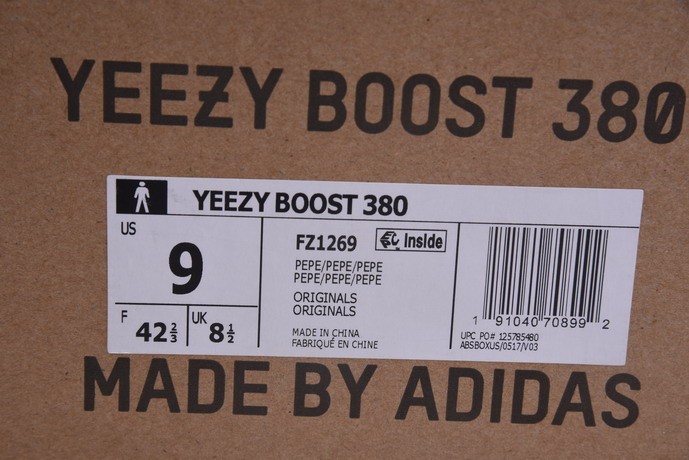 YEEZY BOOST 380
YEEZY BOOST 380
US
9
F 42 2/3
UK 8 1/2
FZ1269
Inside
PEPE/PEPE/PEPE
PEPE/PEPE/PEPE
ORIGINALS
ORIGINALS
MADE IN CHINA
FABRIQUÉ EN CHINE
1 91040 70899 2
UPC PO# 125785480
ABSBOXUS/0517/V03
MADE BY ADIDAS